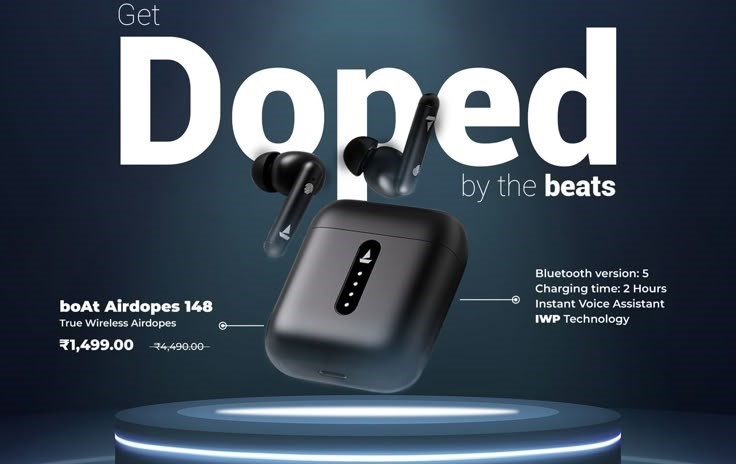 Get
Doped
by the beats
boAt Airdopes 148
True Wireless Airdopes
₹1,499.00 ₹4,490.00
Bluetooth version: 5
Charging time: 2 Hours
Instant Voice Assistant
IWP Technology